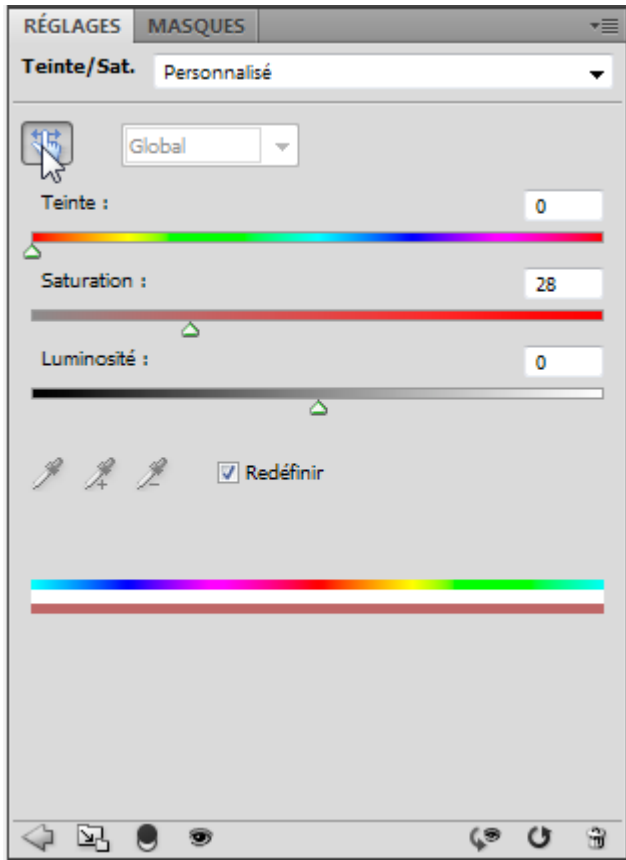 RÉGLAGES MASQUES
Teinte/Sat. Personnalisé
Global
Teinte : 0
Saturation : 28
Luminosité : 0
Redéfinir